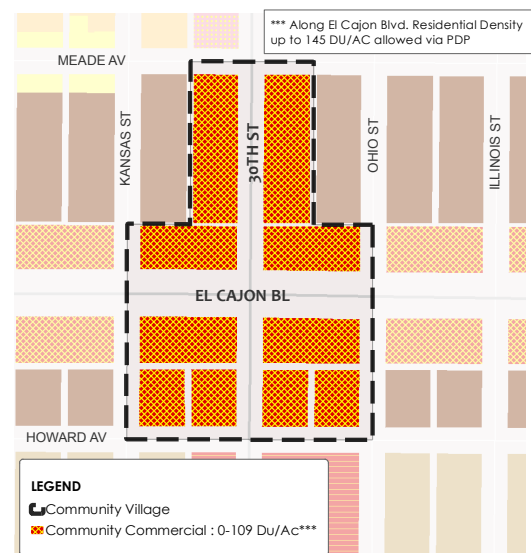 *** Along El Cajon Blvd. Residential Density
up to 145 DU/AC allowed via PDP
MEADE AV
KANSAS ST
30TH ST
OHIO ST
ILLINOIS ST
EL CAJON BL
HOWARD AV
LEGEND
Community Village
Community Commercial : 0-109 Du/Ac***